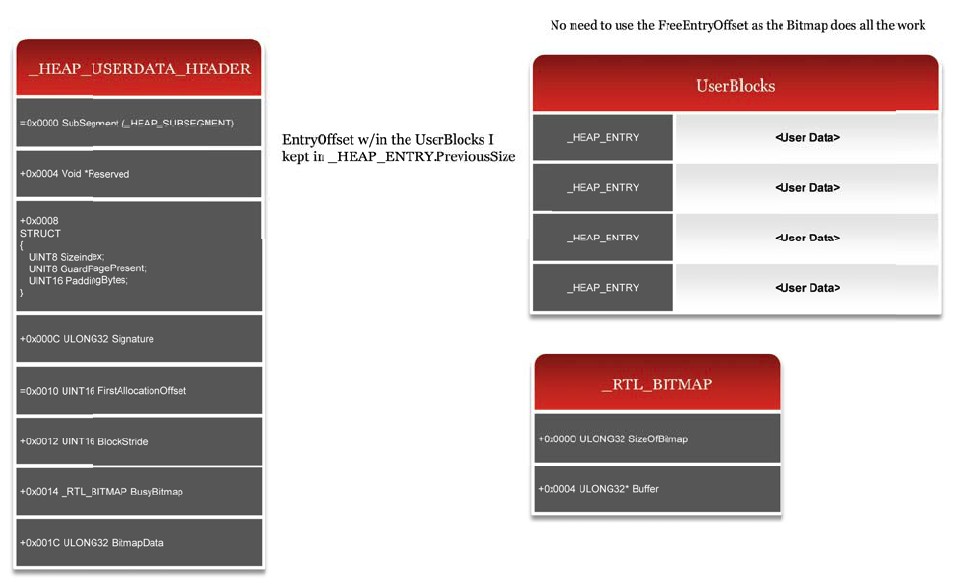 _HEAP_USERDATA_HEADER
=0x0000 SubSegment (_HEAP_SUBSEGMENT)
+0x0004 Void *Reserved
+0x0008
STRUCT
{
UINT8 SizeIndex;
UINT8 GuardPagePresent;
UINT16 PaddingBytes;
}
+0x000C ULONG32 Signature
=0x0010 UINT16 FirstAllocationOffset
+0x0012 UINT16 BlockStride
+0x0014 _RTL_BITMAP BusyBitmap
+0x001C ULONG32 BitmapData
EntryOffset w/in the UserBlocks I
kept in _HEAP_ENTRY.PreviousSize
No need to use the FreeEntryOffset as the Bitmap does all the work
UserBlocks
_HEAP_ENTRY <User Data>
_HEAP_ENTRY <User Data>
_HEAP_ENTRY <User Data>
_HEAP_ENTRY <User Data>
_RTL_BITMAP
+0x0000 ULONG32 SizeOfBitmap
+0x0004 ULONG32* Buffer